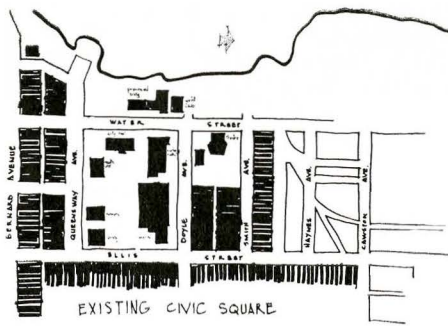 WATER STREET
BERNARD AVENUE
QUEENSWAY AVE.
DOYLE AVE.
SMITH AVE.
HAYNES AVE.
CAWSTON AVE.
ELLIS STREET
EXISTING CIVIC SQUARE